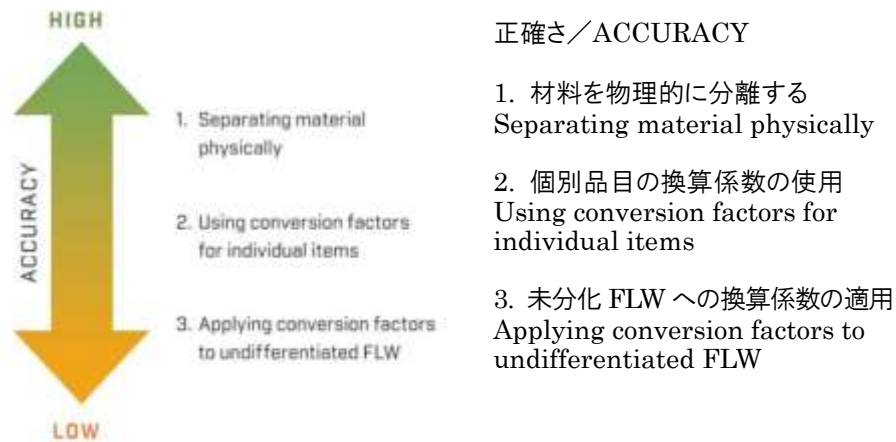 HIGH
ACCURACY
1. Separating material
physically
2. Using conversion factors
for individual items
3. Applying conversion factors
to undifferentiated FLW
LOW
正確さ／ACCURACY
1. 材料を物理的に分離する
Separating material physically
2. 個別品目の換算係数の使用
Using conversion factors for
individual items
3. 未分化 FLW への換算係数の適用
Applying conversion factors to
undifferentiated FLW